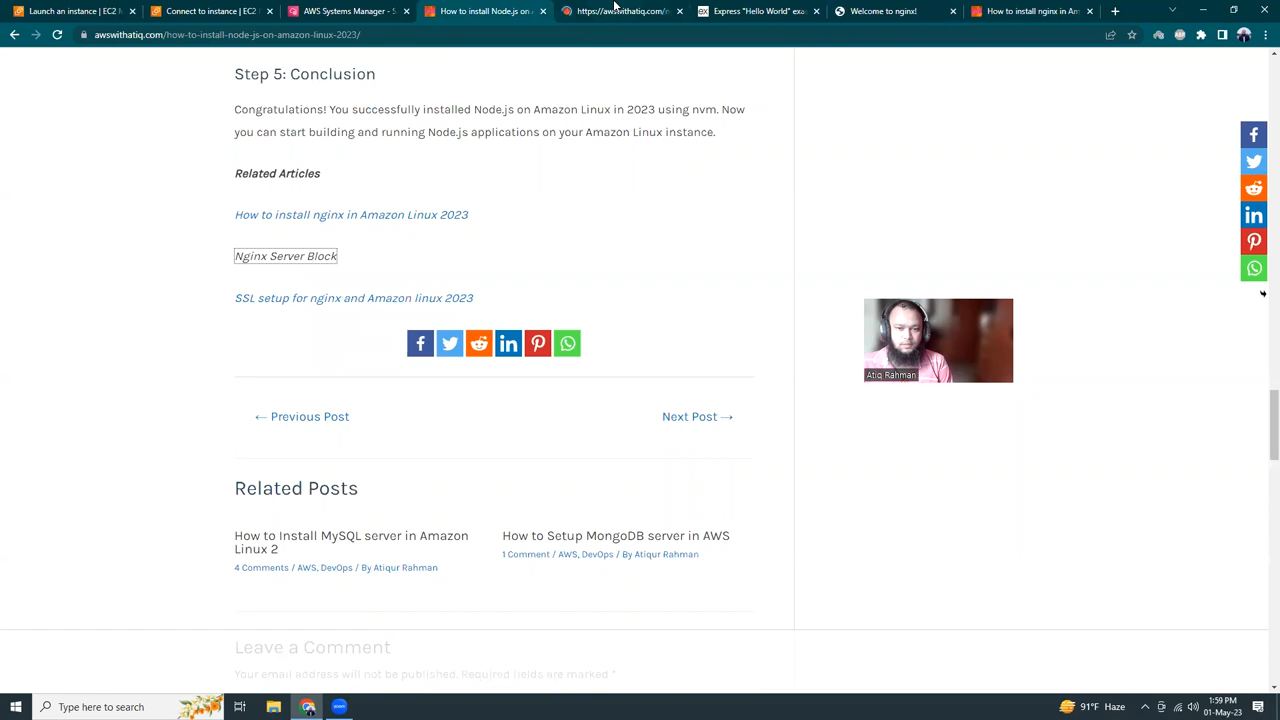 Launch an instance | EC2 |
Connect to instance | EC2
AWS Systems Manager - S
How to install Node.js on
https://awswithatiq.com/n
Express "Hello World" exa
Welcome to nginx!
How to install nginx in Am
awswithatiq.com/how-to-install-node-js-on-amazon-linux-2023/
Step 5: Conclusion
Congratulations! You successfully installed Node.js on Amazon Linux in 2023 using nvm. Now
you can start building and running Node.js applications on your Amazon Linux instance.
Related Articles
How to install nginx in Amazon Linux 2023
Nginx Server Block
SSL setup for nginx and Amazon linux 2023
Atiq Rahman
← Previous Post
Next Post →
Related Posts
How to Install MySQL server in Amazon
Linux 2
4 Comments / AWS, DevOps / By Atiqur Rahman
How to Setup MongoDB server in AWS
1 Comment / AWS, DevOps / By Atiqur Rahman
Leave a Comment
Your email address will not be published. Required fields are marked *
Type here to search
zoom
91°F Haze
1:59 PM
01-May-23